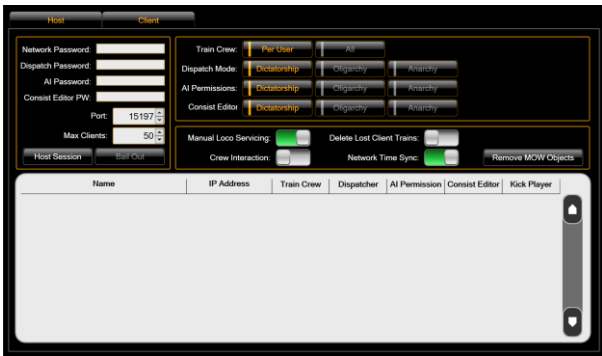 Host Client
Network Password:
Dispatch Password:
AI Password:
Consist Editor PW:
Port: 15197
Max Clients: 50
Host Session Bail Out
Train Crew: Per User All
Dispatch Mode: Dictatorship Oligarchy Anarchy
AI Permissions: Dictatorship Oligarchy Anarchy
Consist Editor Dictatorship Oligarchy Anarchy
Manual Loco Servicing: Delete Lost Client Trains:
Crew Interaction: Network Time Sync: Remove MOW Objects
Name IP Address Train Crew Dispatcher AI Permission Consist Editor Kick Player